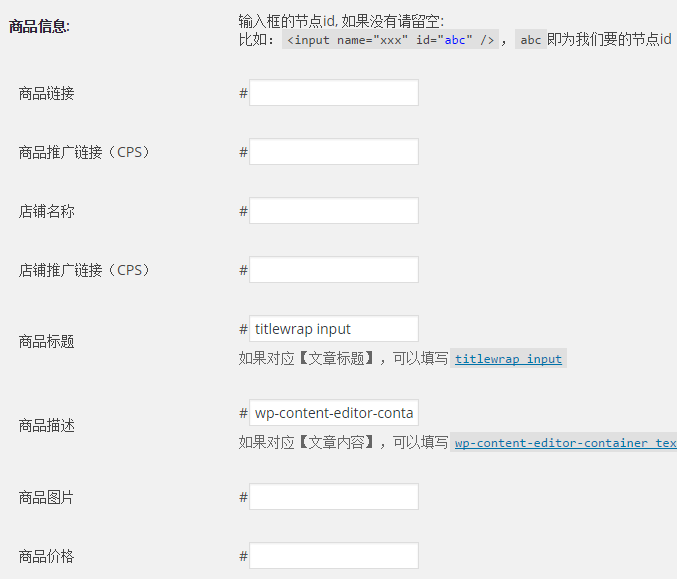 商品信息:
输入框的节点id, 如果没有请留空:
比如: <input name="xxx" id="abc" /> , abc 即为我们要的节点id
商品链接 #
商品推广链接（CPS） #
店铺名称 #
店铺推广链接（CPS） #
商品标题 # titlewrap input
如果对应【文章标题】, 可以填写 titlewrap input
商品描述 # wp-content-editor-conta
如果对应【文章内容】, 可以填写 wp-content-editor-container tex
商品图片 #
商品价格 #